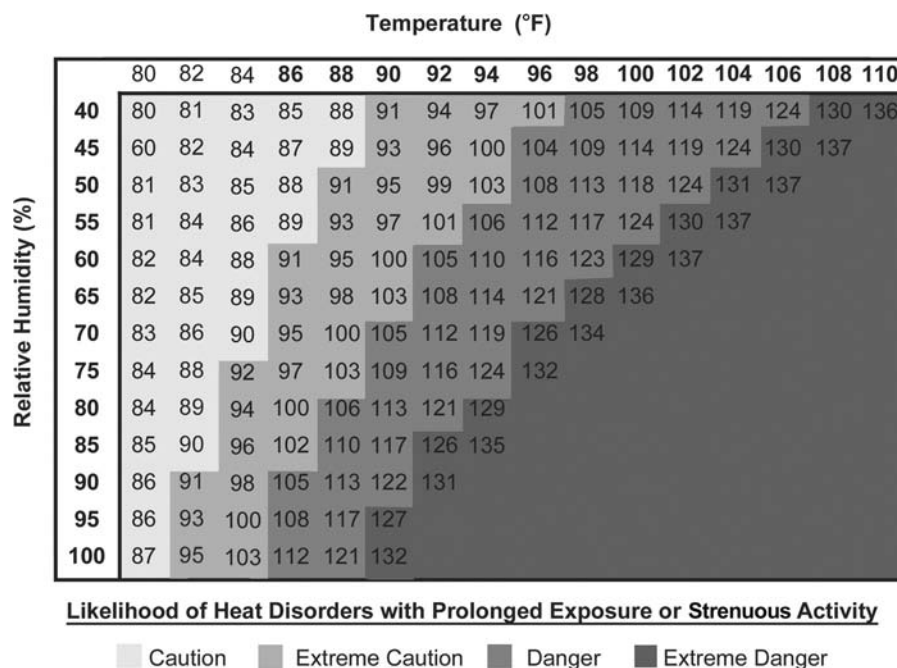 Temperature (°F)
80 82 84 86 88 90 92 94 96 98 100 102 104 106 108 110
Relative Humidity (%)
40 80 81 83 85 88 91 94 97 101 105 109 114 119 124 130 136
45 60 82 84 87 89 93 96 100 104 109 114 119 124 130 137
50 81 83 85 88 91 95 99 103 108 113 118 124 131 137
55 81 84 86 89 93 97 101 106 112 117 124 130 137
60 82 84 88 91 95 100 105 110 116 123 129 137
65 82 85 89 93 98 103 108 114 121 128 136
70 83 86 90 95 100 105 112 119 126 134
75 84 88 92 97 103 109 116 124 132
80 84 89 94 100 106 113 121 129
85 85 90 96 102 110 117 126 135
90 86 91 98 105 113 122 131
95 86 93 100 108 117 127
100 87 95 103 112 121 132
Likelihood of Heat Disorders with Prolonged Exposure or Strenuous Activity
Caution Extreme Caution Danger Extreme Danger